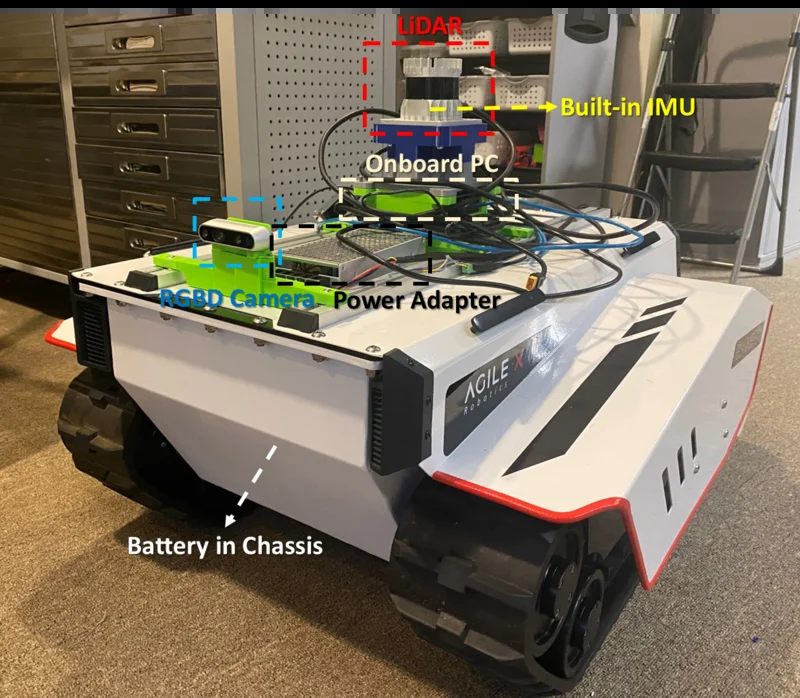 LiDAR
Built-in IMU
Onboard PC
RGBD Camera
Power Adapter
AGILE X
Robotics
Battery in Chassis